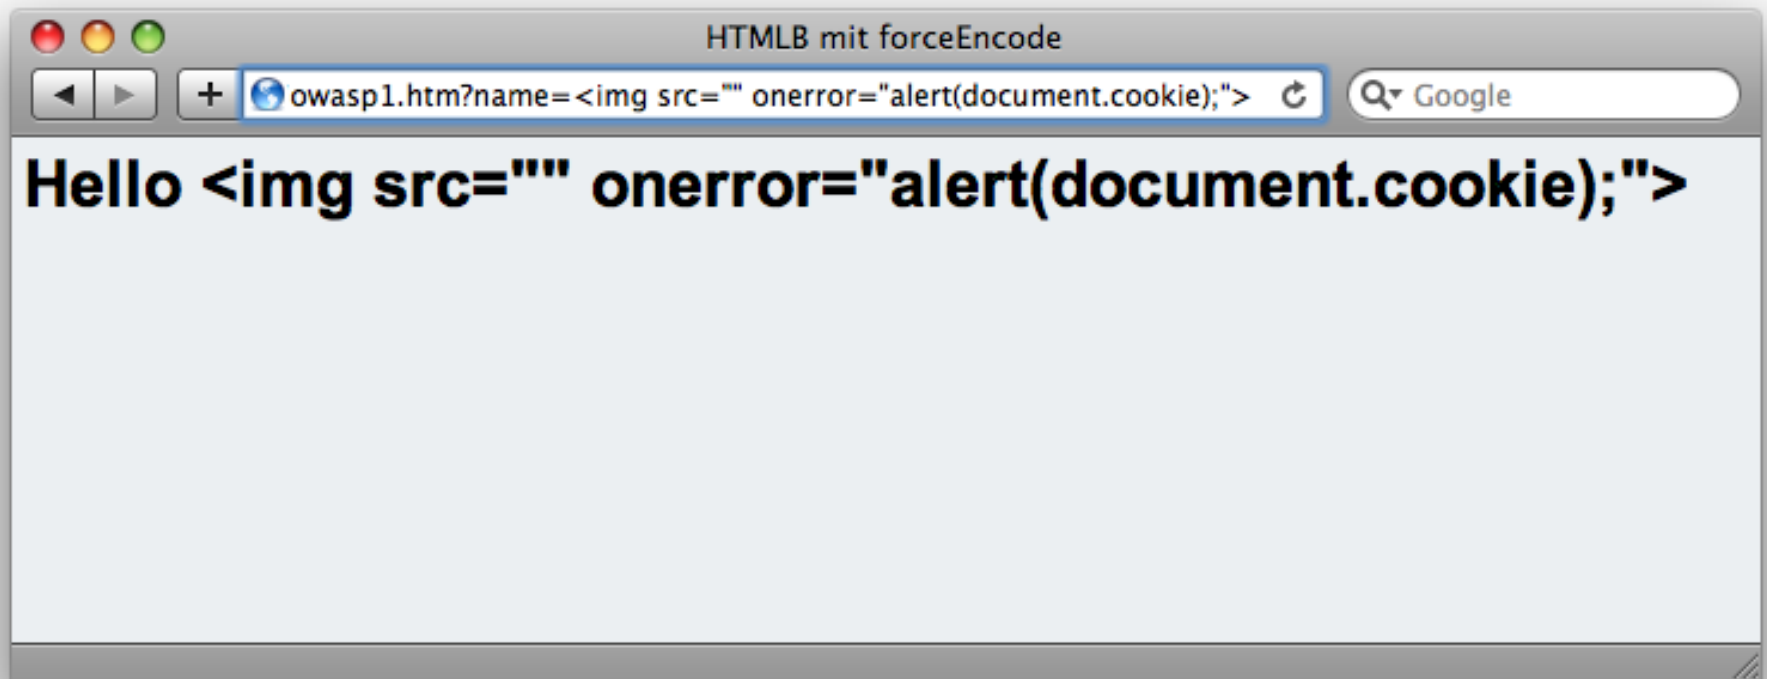 HTMLB mit forceEncode
owasp1.htm?name=<img src="" onerror="alert(document.cookie);">
Google
Hello <img src="" onerror="alert(document.cookie);">